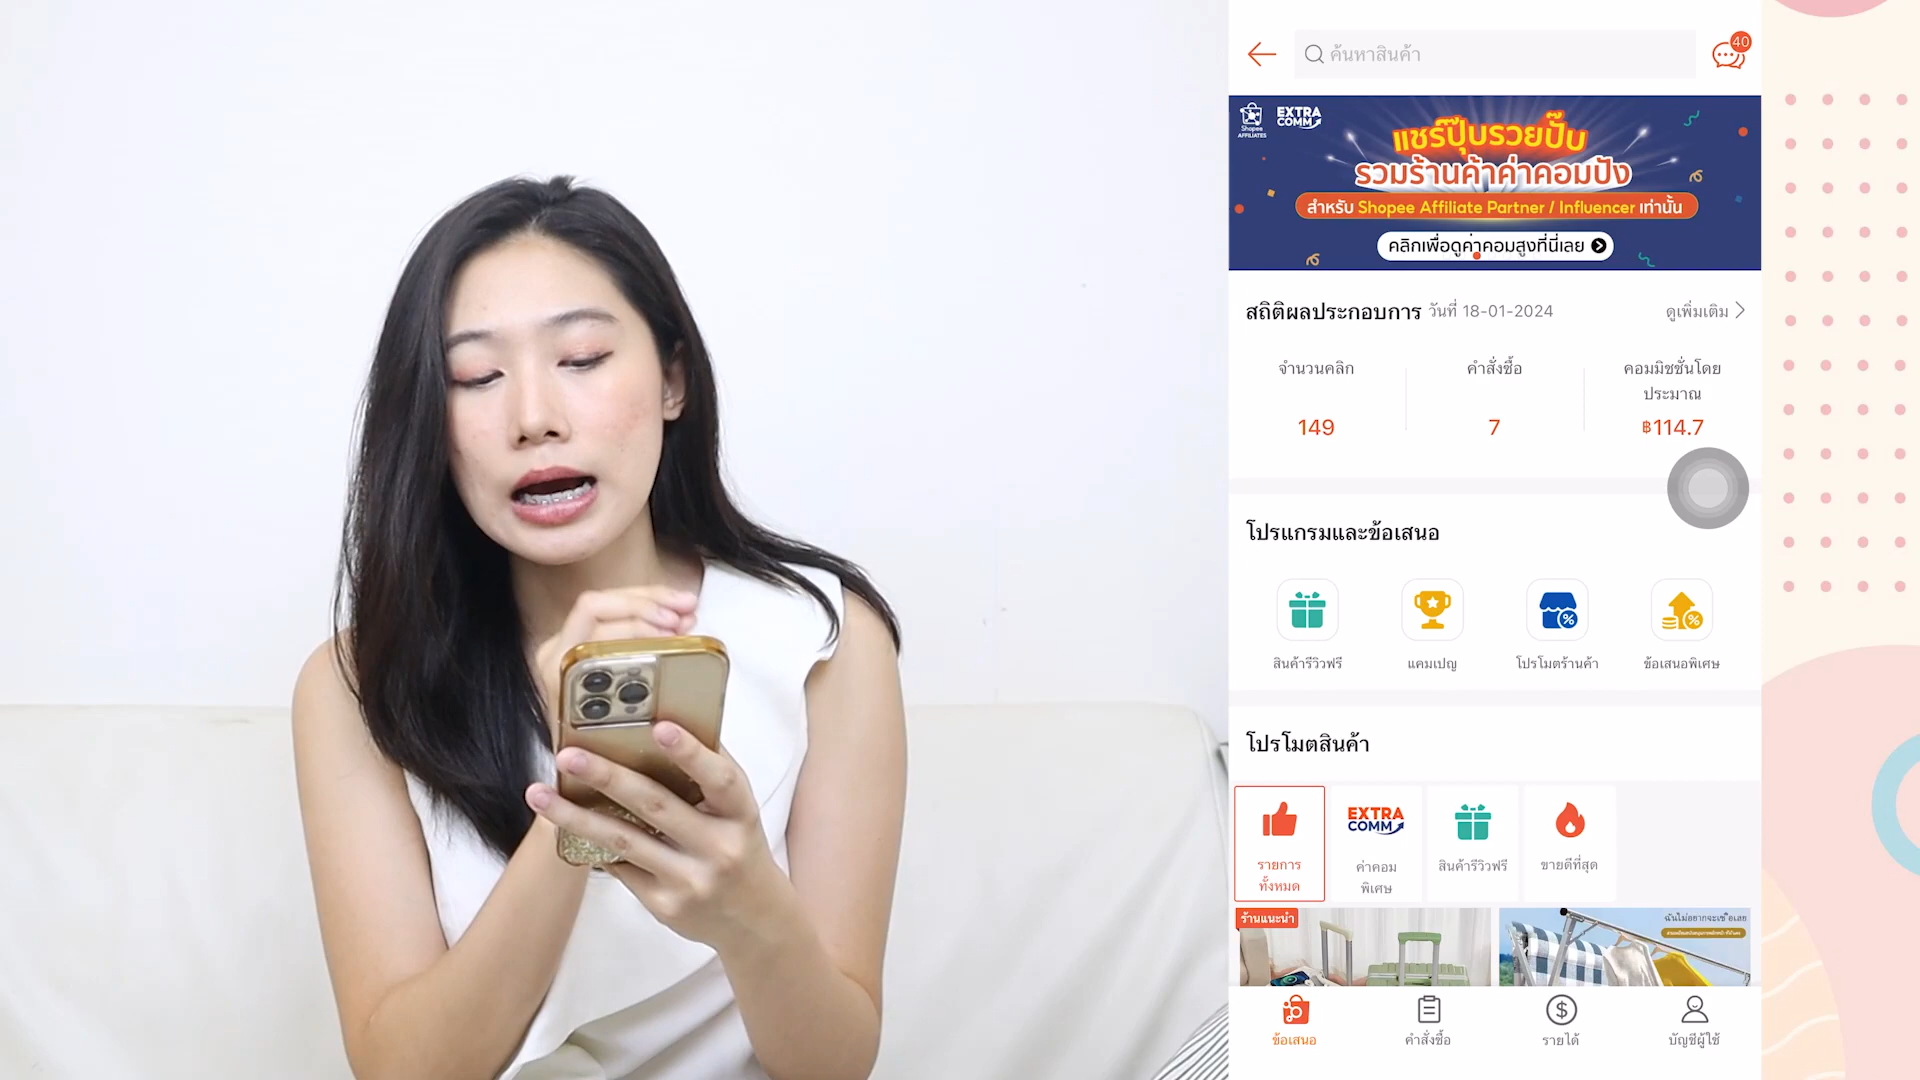 ค้นหาสินค้า
40
Shopee
AFFILIATES
EXTRA
COMM
แชร์ปุ๊บรวยปั๊บ
รวมร้านค้าค่าคอมปัง
สำหรับ Shopee Affiliate Partner / Influencer เท่านั้น
คลิกเพื่อดูค่าคอมสูงที่นี่เลย
สถิติผลประกอบการ วันที่ 18-01-2024
ดูเพิ่มเติม
จำนวนคลิก
149
คำสั่งซื้อ
7
คอมมิชชั่นโดย
ประมาณ
฿114.7
โปรแกรมและข้อเสนอ
สินค้ารีวิวฟรี
แคมเปญ
โปรโมตร้านค้า
ข้อเสนอพิเศษ
โปรโมตสินค้า
รายการ
ทั้งหมด
EXTRA
COMM
ค่าคอม
พิเศษ
สินค้ารีวิวฟรี
ขายดีที่สุด
ร้านแนะนำ
ข้อเสนอ
คำสั่งซื้อ
รายได้
บัญชีผู้ใช้